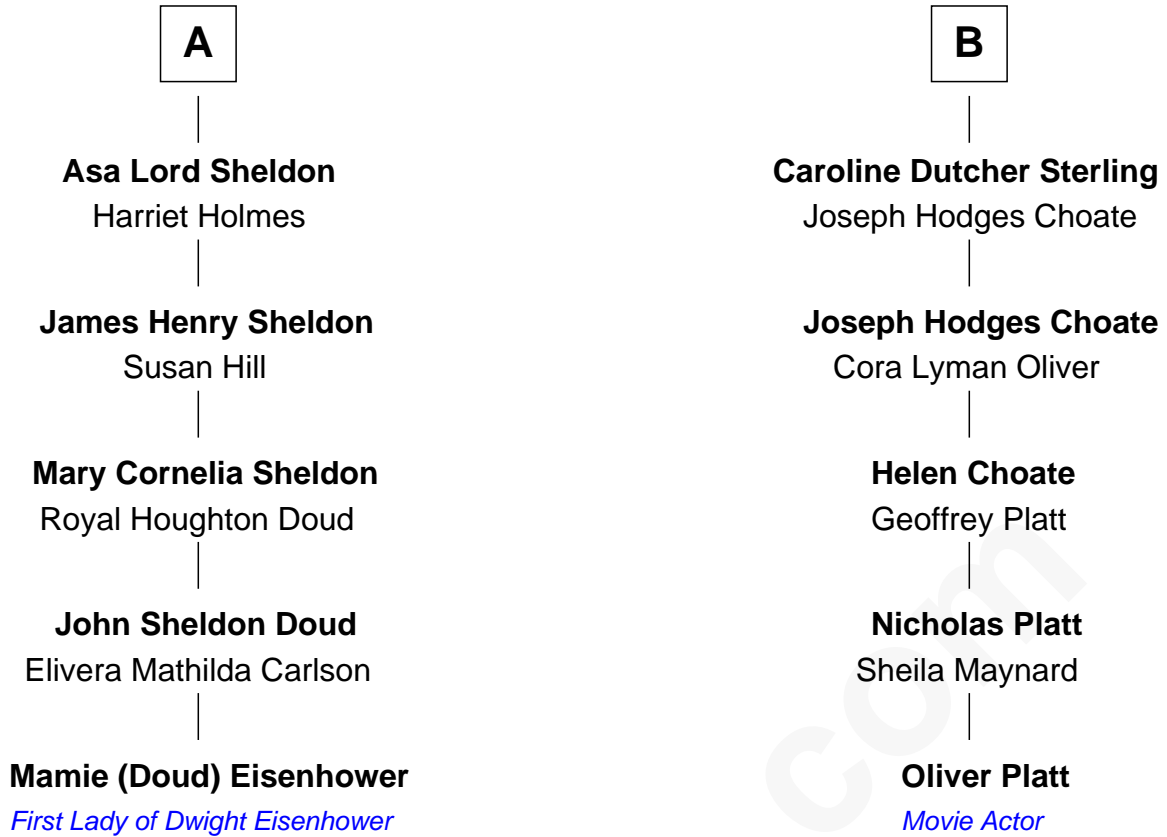 A
Asa Lord Sheldon
Harriet Holmes
James Henry Sheldon
Susan Hill
Mary Cornelia Sheldon
Royal Houghton Doud
John Sheldon Doud
Elivera Mathilda Carlson
Mamie (Doud) Eisenhower
First Lady of Dwight Eisenhower
B
Caroline Dutcher Sterling
Joseph Hodges Choate
Joseph Hodges Choate
Cora Lyman Oliver
Helen Choate
Geoffrey Platt
Nicholas Platt
Sheila Maynard
Oliver Platt
Movie Actor
com